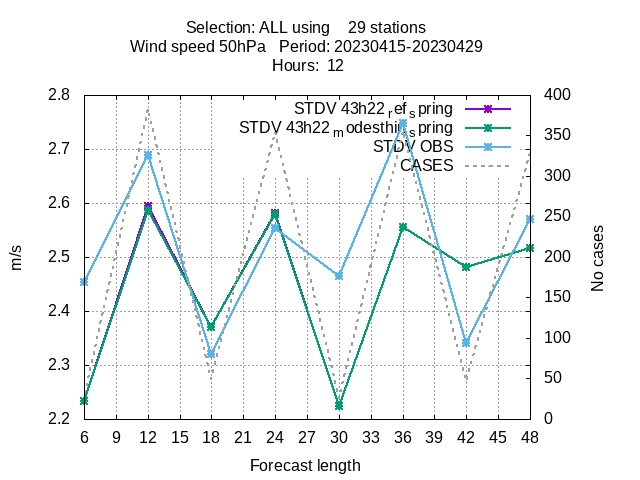 Selection: ALL using    29 stations
Wind speed 50hPa   Period: 20230415-20230429
Hours:  12
2.8
2.7
2.6
2.5
2.4
2.3
2.2
m/s
400
350
300
250
200
150
100
50
0
No cases
STDV 43h22_ref_spring
STDV 43h22_modesthip_spring
STDV OBS
CASES
6 9 12 15 18 21 24 27 30 33 36 39 42 45 48
Forecast length